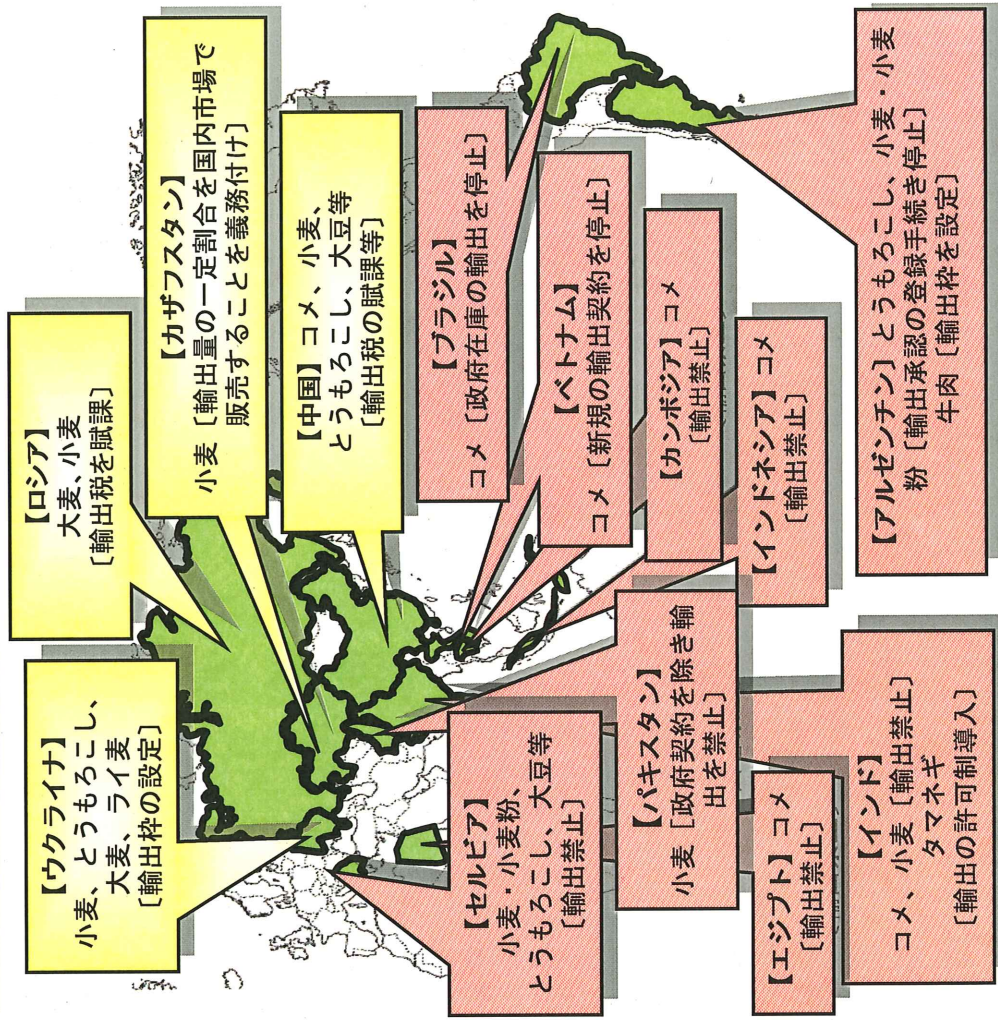 【ウクライナ】
小麦、とうもろこし、
大麦、ライ麦
［輸出枠の設定］
【ロシア】
大麦、小麦
［輸出税を賦課］
【カザフスタン】
小麦［輸出量の一定割合を国内市場で
販売することを義務付け］
【中国】コメ、小麦、
とうもろこし、大豆等
［輸出税の賦課等］
【ブラジル】
コメ［政府在庫の輸出を停止］
【ベトナム】
コメ［新規の輸出契約を停止］
【カンボジア】コメ
［輸出禁止］
【インドネシア】コメ
［輸出禁止］
【アルゼンチン】とうもろこし、小麦・小麦
粉［輸出承認の登録手続き停止］
牛肉［輸出枠を設定］
【セルビア】
小麦・小麦粉、
とうもろこし、大豆等
［輸出禁止］
【パキスタン】
小麦［政府契約を除き輸
出を禁止］
【エジプト】コメ
［輸出禁止］
【インド】
コメ、小麦［輸出禁止］
タマネギ
［輸出の許可制導入］